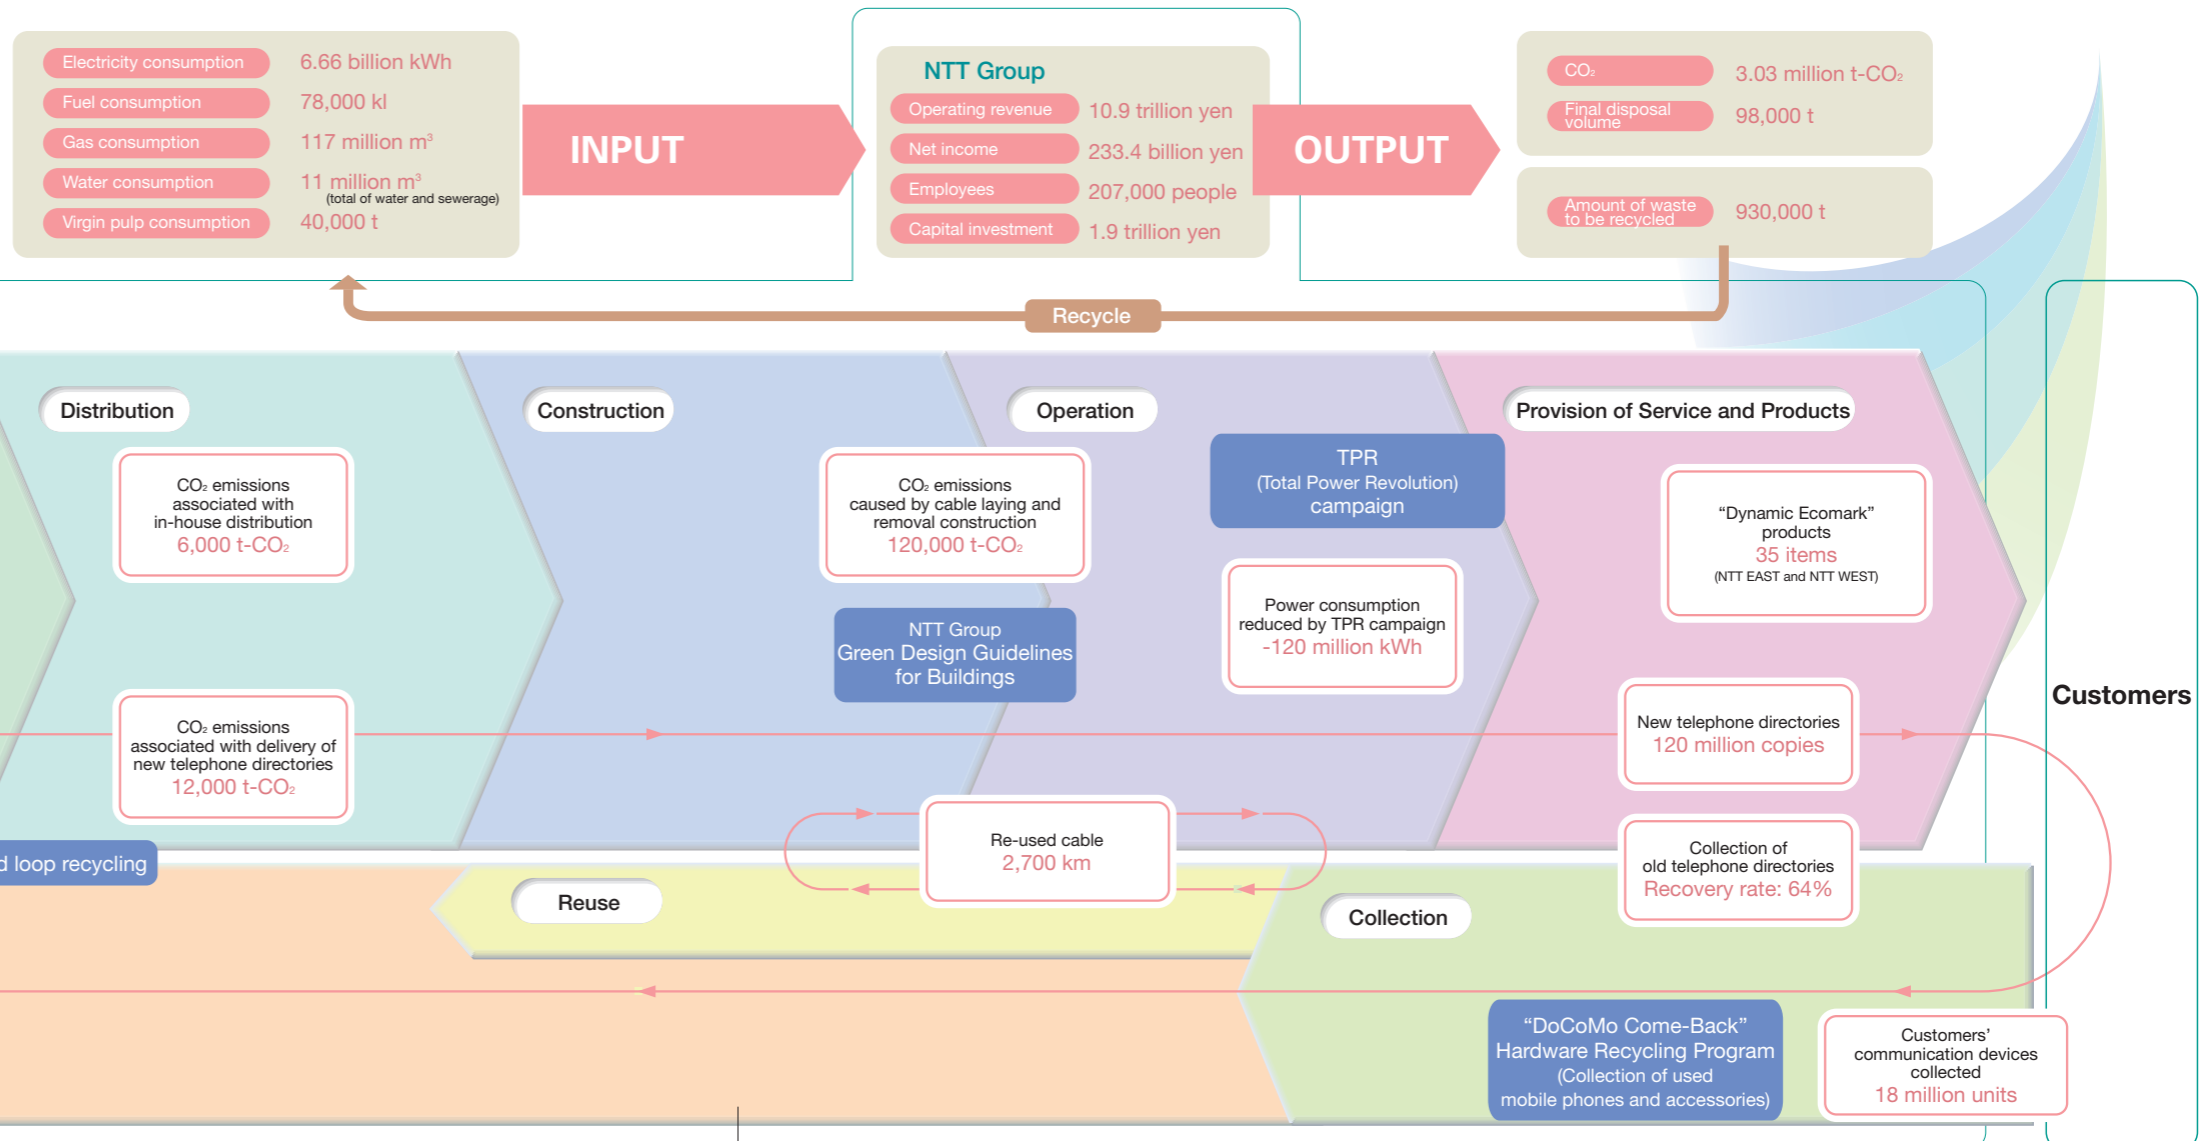 Electricity consumption 6.66 billion kWh
Fuel consumption 78,000 kl
Gas consumption 117 million m³
Water consumption 11 million m³
(total of water and sewerage)
Virgin pulp consumption 40,000 t
INPUT
NTT Group
Operating revenue 10.9 trillion yen
Net income 233.4 billion yen
Employees 207,000 people
Capital investment 1.9 trillion yen
OUTPUT
CO₂ 3.03 million t-CO₂
Final disposal
volume
98,000 t
Amount of waste
to be recycled
930,000 t
Recycle
Distribution
CO₂ emissions
associated with
in-house distribution
6,000 t-CO₂
CO₂ emissions
associated with delivery of
new telephone directories
12,000 t-CO₂
Construction
CO₂ emissions
caused by cable laying and
removal construction
120,000 t-CO₂
NTT Group
Green Design Guidelines
for Buildings
Operation
TPR
(Total Power Revolution)
campaign
Power consumption
reduced by TPR campaign
-120 million kWh
Provision of Service and Products
“Dynamic Ecomark”
products
35 items
(NTT EAST and NTT WEST)
New telephone directories
120 million copies
Customers
Re-used cable
2,700 km
Collection of
old telephone directories
Recovery rate: 64%
d loop recycling
Reuse
Collection
“DoCoMo Come-Back”
Hardware Recycling Program
(Collection of used
mobile phones and accessories)
Customers’
communication devices
collected
18 million units